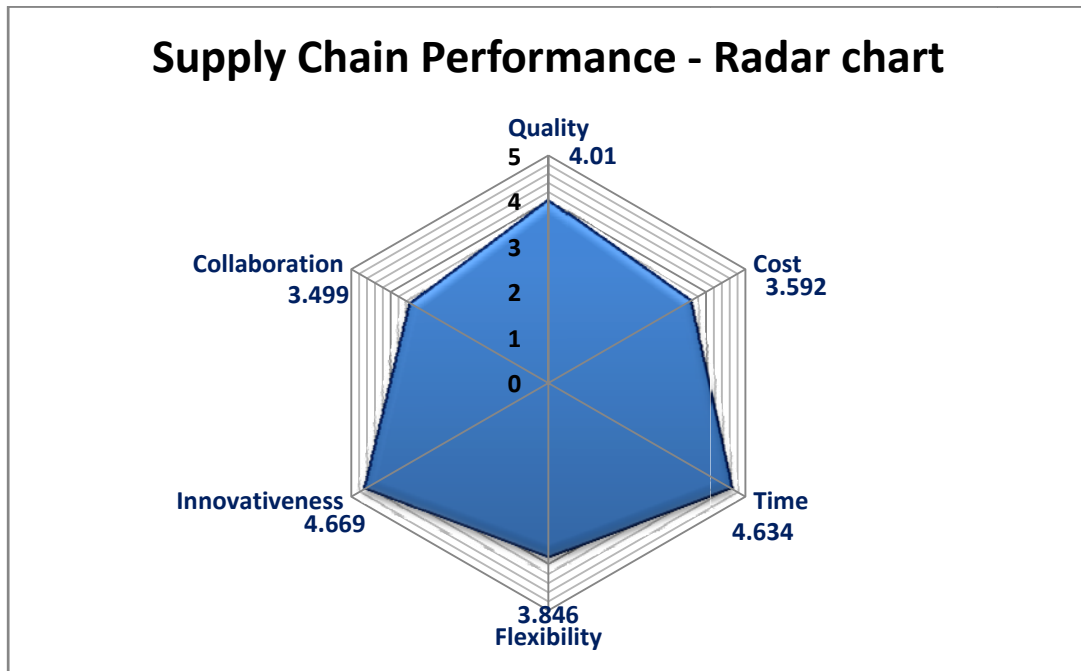 Supply Chain Performance - Radar chart
Quality
4.01
5
4
3
2
1
0
Cost
3.592
Time
4.634
3.846
Flexibility
Innovativeness
4.669
Collaboration
3.499